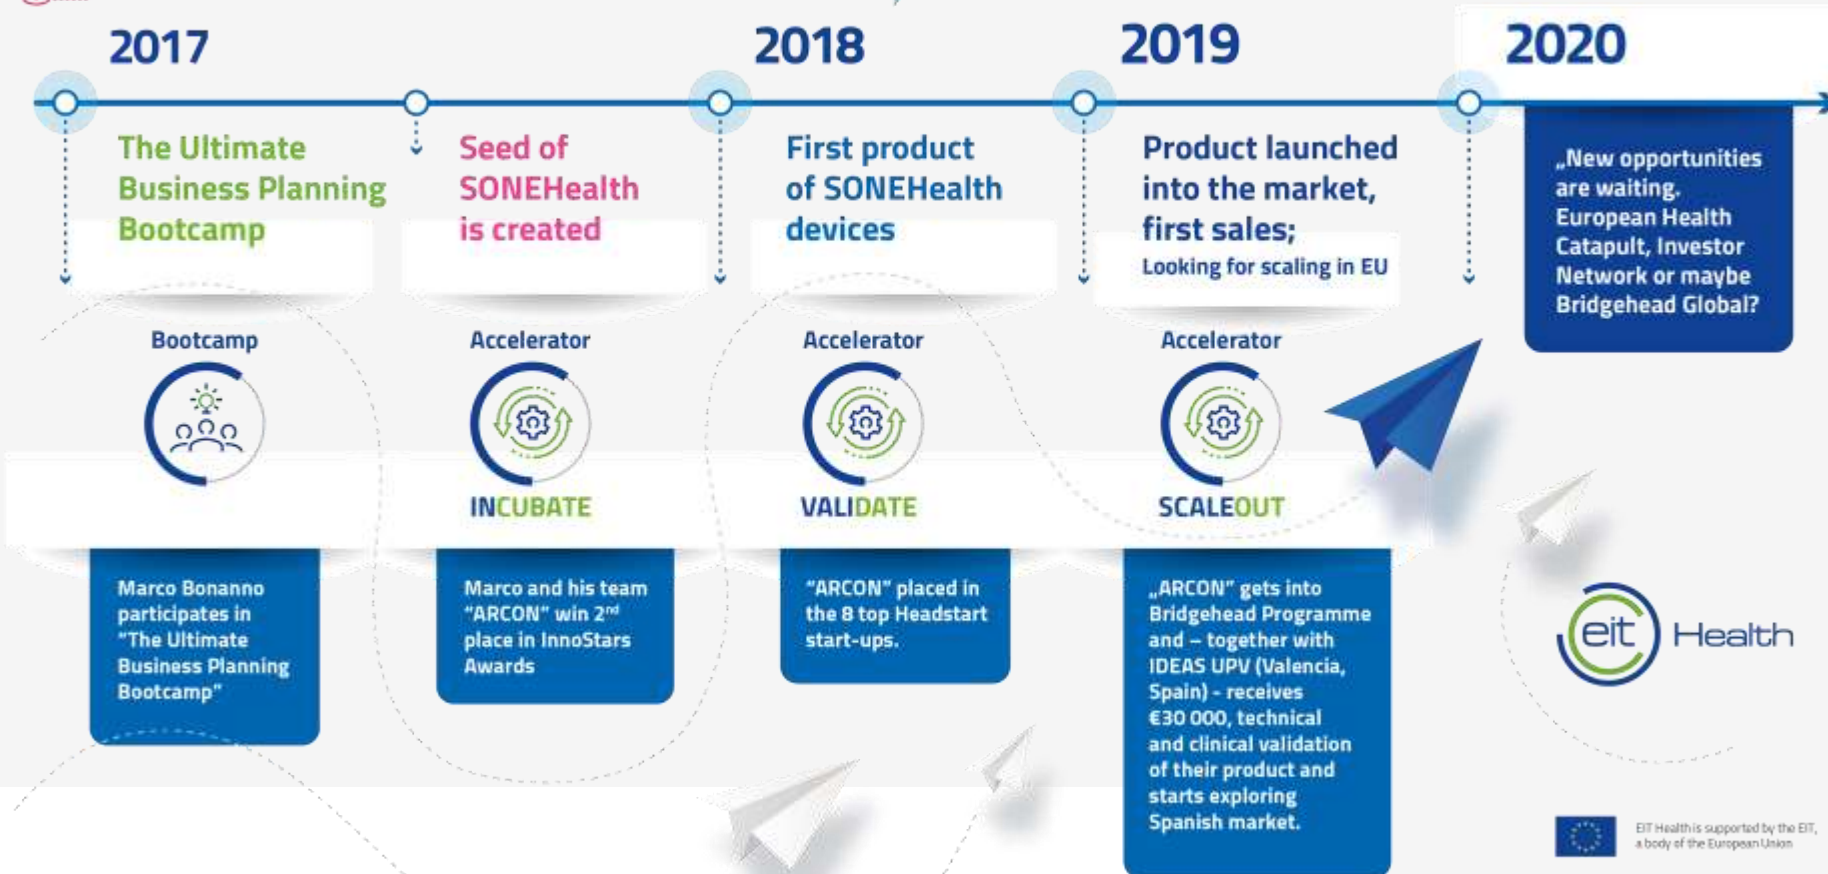 2017
2018
2019
2020
The Ultimate
Business Planning
Bootcamp
Seed of
SONEHealth
is created
First product
of SONEHealth
devices
Product launched
into the market,
first sales;
Looking for scaling in EU
„New opportunities
are waiting.
European Health
Catapult, Investor
Network or maybe
Bridgehead Global?
Bootcamp
Accelerator
INCUBATE
Accelerator
VALIDATE
Accelerator
SCALEOUT
Marco Bonanno
participates in
“The Ultimate
Business Planning
Bootcamp”
Marco and his team
“ARCON” win 2nd
place in InnoStars
Awards
“ARCON” placed in
the 8 top Headstart
start-ups.
„ARCON” gets into
Bridgehead Programme
and – together with
IDEAS UPV (Valencia,
Spain) - receives
€30 000, technical
and clinical validation
of their product and
starts exploring
Spanish market.
eit Health
EIT Health is supported by the EIT,
a body of the European Union